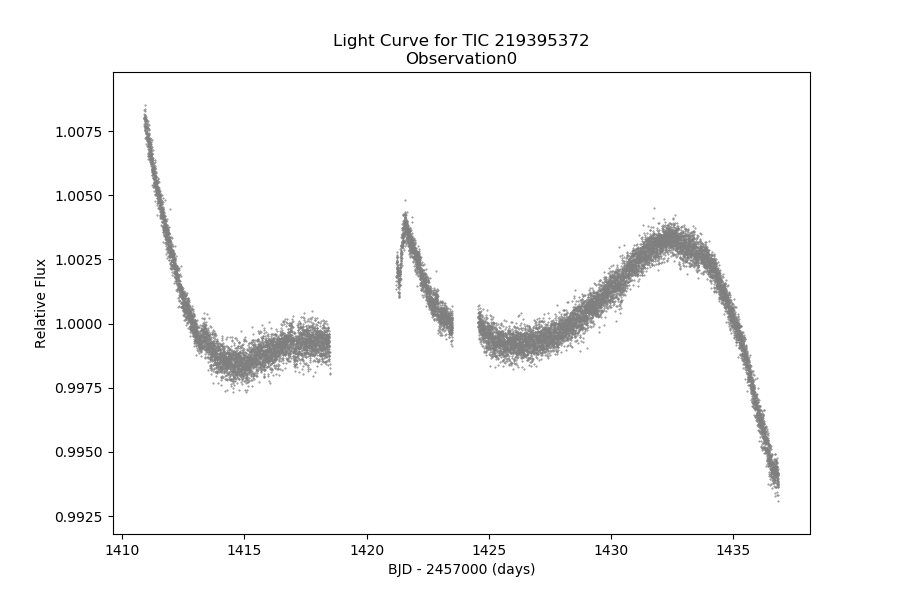 Light Curve for TIC 219395372
Observation0
1.0075
1.0050
1.0025
1.0000
0.9975
0.9950
0.9925
Relative Flux
1410 1415 1420 1425 1430 1435
BJD - 2457000 (days)